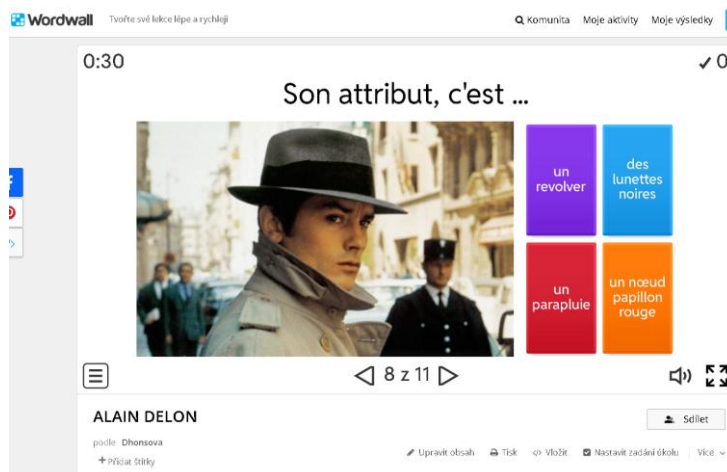 Wordwall Tvořte své lekce lépe a rychleji Komunita Moje aktivity Moje výsledky
0:30 ✓ 0
Son attribut, c'est ...
un
revolver
des
lunettes
noires
un
parapluie
un nœud
papillon
rouge
8 z 11
ALAIN DELON
Sdílet
podle Dhonsova
Upravit obsah Tisk Vložit Nastavit zadání úkolu Více
+ Přidat štítky